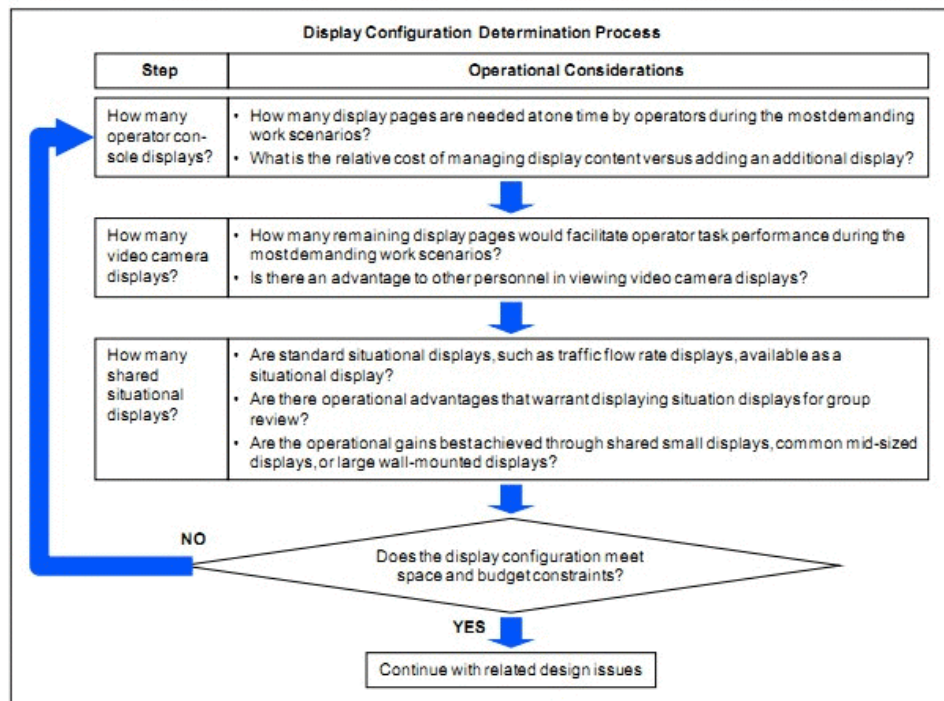 Display Configuration Determination Process
Step
Operational Considerations
How many
operator con-
sole displays?
• How many display pages are needed at one time by operators during the most demanding
work scenarios?
• What is the relative cost of managing display content versus adding an additional display?
How many
video camera
displays?
• How many remaining display pages would facilitate operator task performance during the
most demanding work scenarios?
• Is there an advantage to other personnel in viewing video camera displays?
How many
shared
situational
displays?
• Are standard situational displays, such as traffic flow rate displays, available as a
situational display?
• Are there operational advantages that warrant displaying situation displays for group
review?
• Are the operational gains best achieved through shared small displays, common mid-sized
displays, or large wall-mounted displays?
NO
Does the display configuration meet
space and budget constraints?
YES
Continue with related design issues